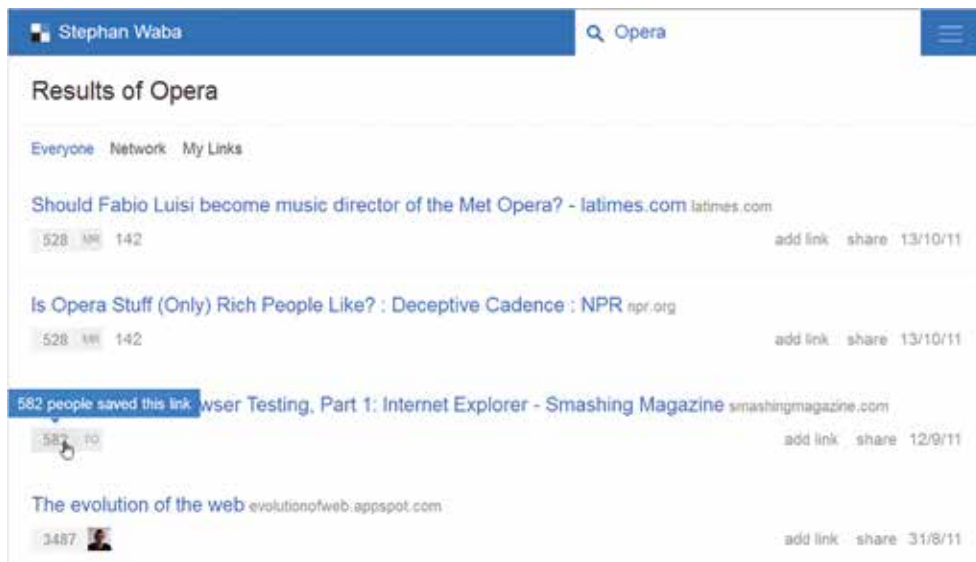 Stephan Waba
Opera
Results of Opera
Everyone Network My Links
Should Fabio Luisi become music director of the Met Opera? - latimes.com latimes.com
528 MR 142 add link share 13/10/11
Is Opera Stuff (Only) Rich People Like? : Deceptive Cadence : NPR npr.org
528 MR 142 add link share 13/10/11
582 people saved this link wser Testing, Part 1: Internet Explorer - Smashing Magazine smashingmagazine.com
582 TO add link share 12/9/11
The evolution of the web evolutionofweb.appspot.com
3487 add link share 31/8/11